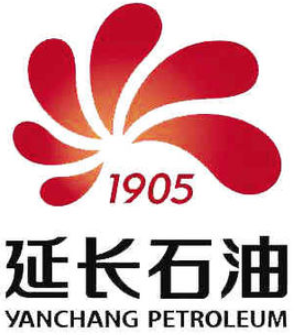 1905
延长石油
YANCHANG PETROLEUM